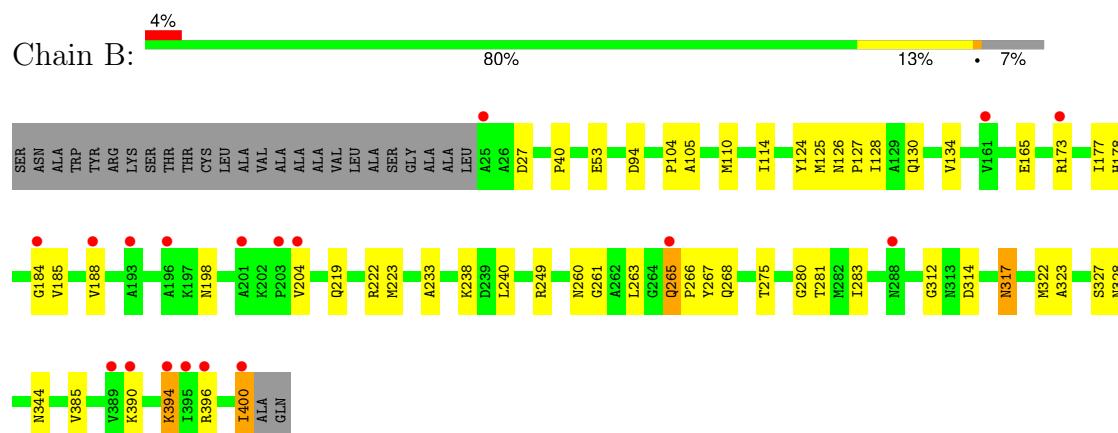 4%
Chain B:
80% 13% • 7%
SER ASN ALA TRP TYR ARG LYS SER THR THR CYS LEU ALA VAL ALA ALA ALA VAL LEU ALA SER GLY ALA ALA LEU A25 A26 D27 P40 E53 D94 P104 A105 M110 I114 Y124 M125 N126 P127 I128 A129 Q130 V134 V161 E165 R173 I177 H178
G184 V185 V188 A193 A196 K197 N198 A201 K202 P203 V204 Q219 R222 M223 A233 K238 D239 L240 R249 N260 G261 A262 L263 G264 Q265 P266 Y267 Q268 T275 G280 T281 M282 I283 N288 G312 N313 D314 N317 M322 A323 S327 N328
N344 V385 V389 K390 K394 I395 R396 I400 ALA GLN